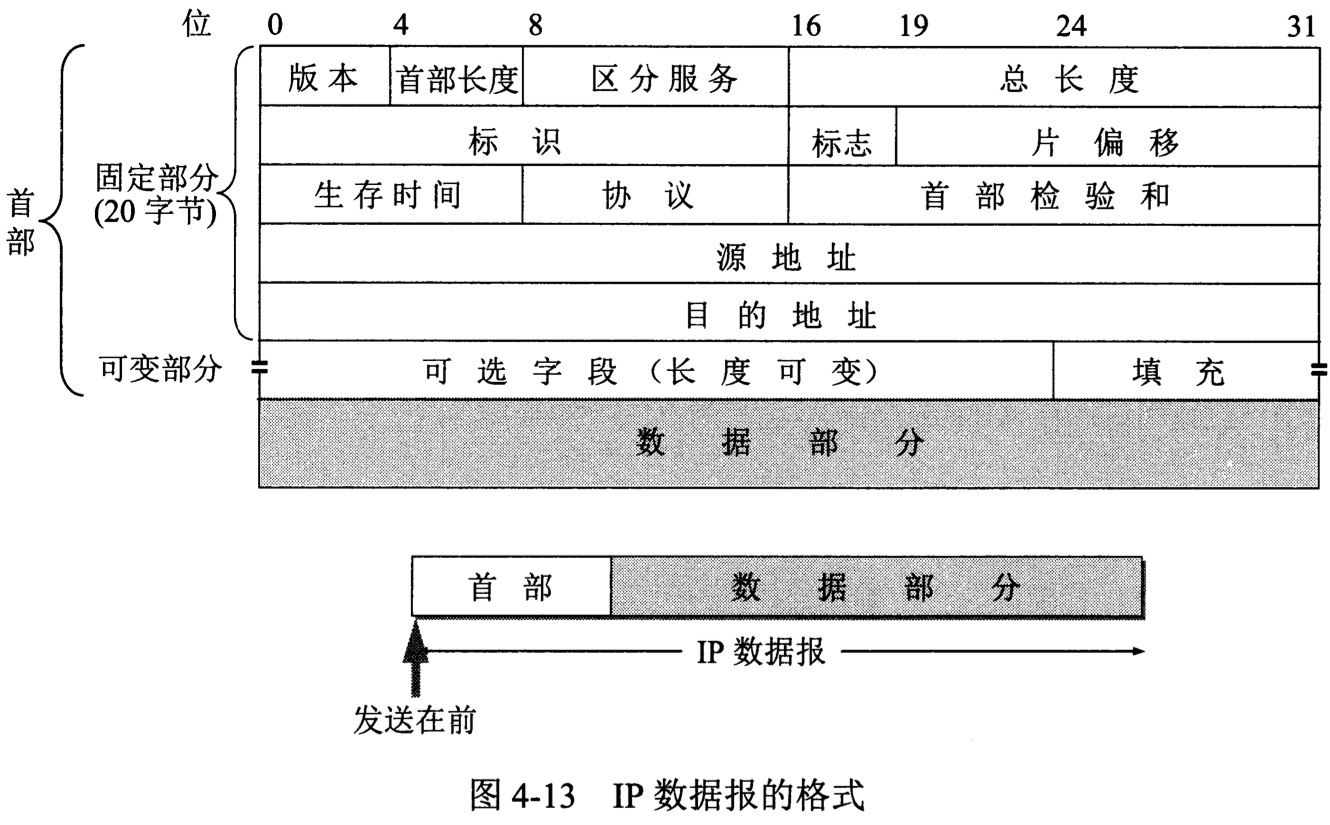 位 0 4 8 16 19 24 31
版本 首部长度 区分服务 总长度
标识 标志 片偏移
固定部分
(20 字节)
生存时间 协议 首部检验和
首部
源地址
目的地址
可变部分 可选字段（长度可变） 填充
数据部分
首部 数据部分
IP 数据报
发送在前
图 4-13 IP 数据报的格式